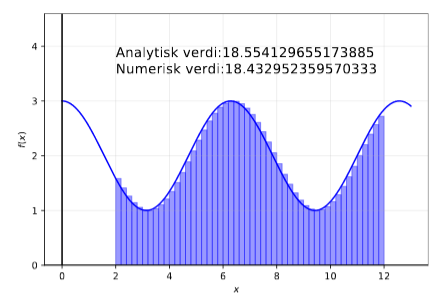 Analytisk verdi:18.554129655173885
Numerisk verdi:18.432952359570333
f(x)
4
3
2
1
0
0 2 4 6 8 10 12
x